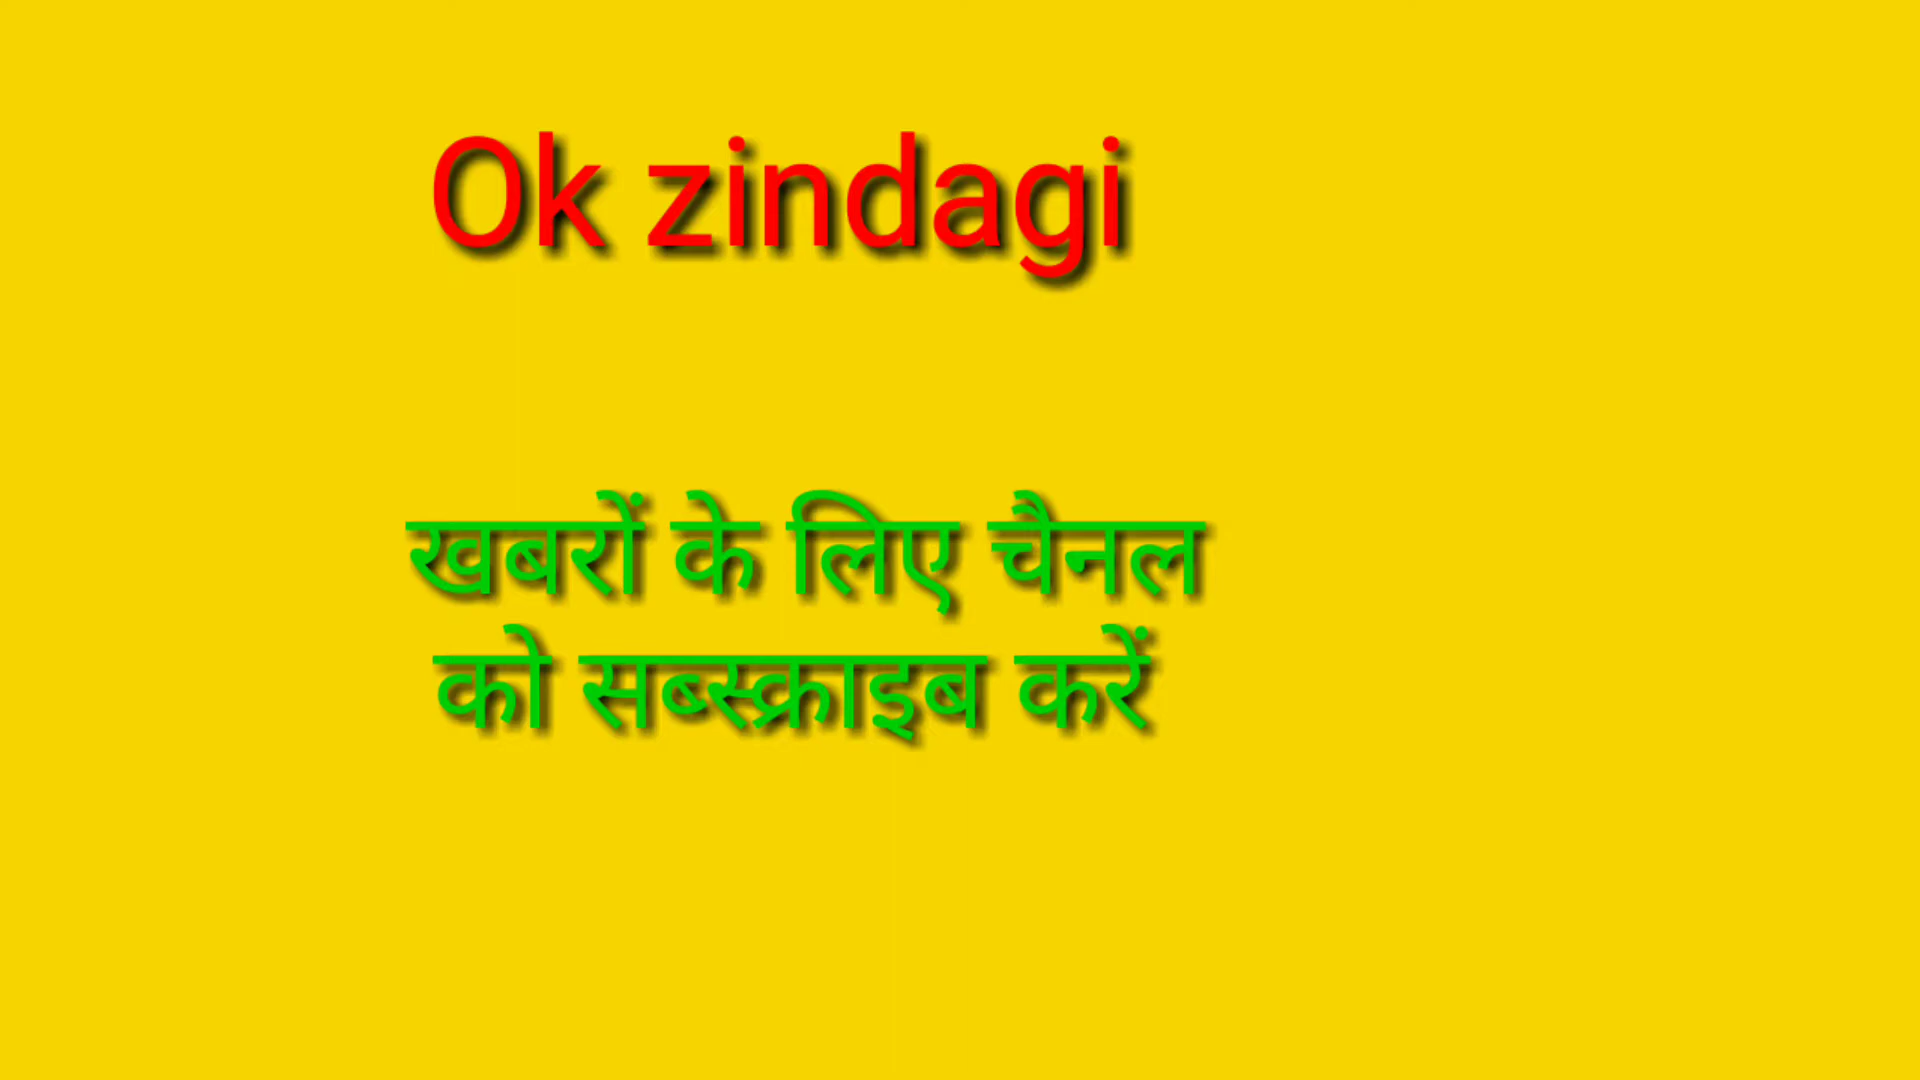 Ok zindagi
खबरों के लिए चैनल
को सब्स्क्राइब करें